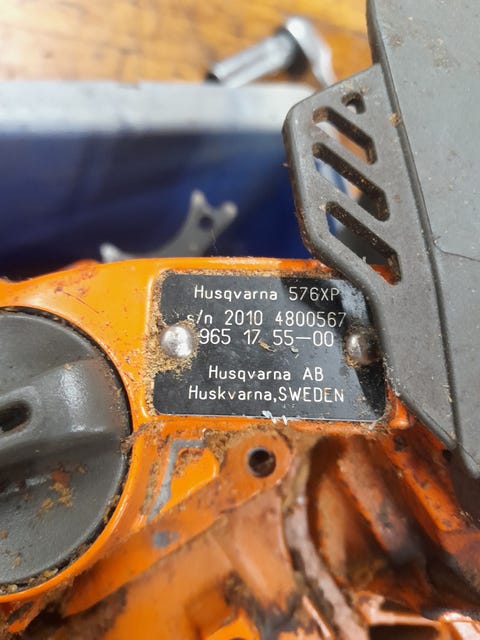 Husqvarna 576XP
s/n 2010 4800567
965 17 55-00
Husqvarna AB
Huskvarna, SWEDEN